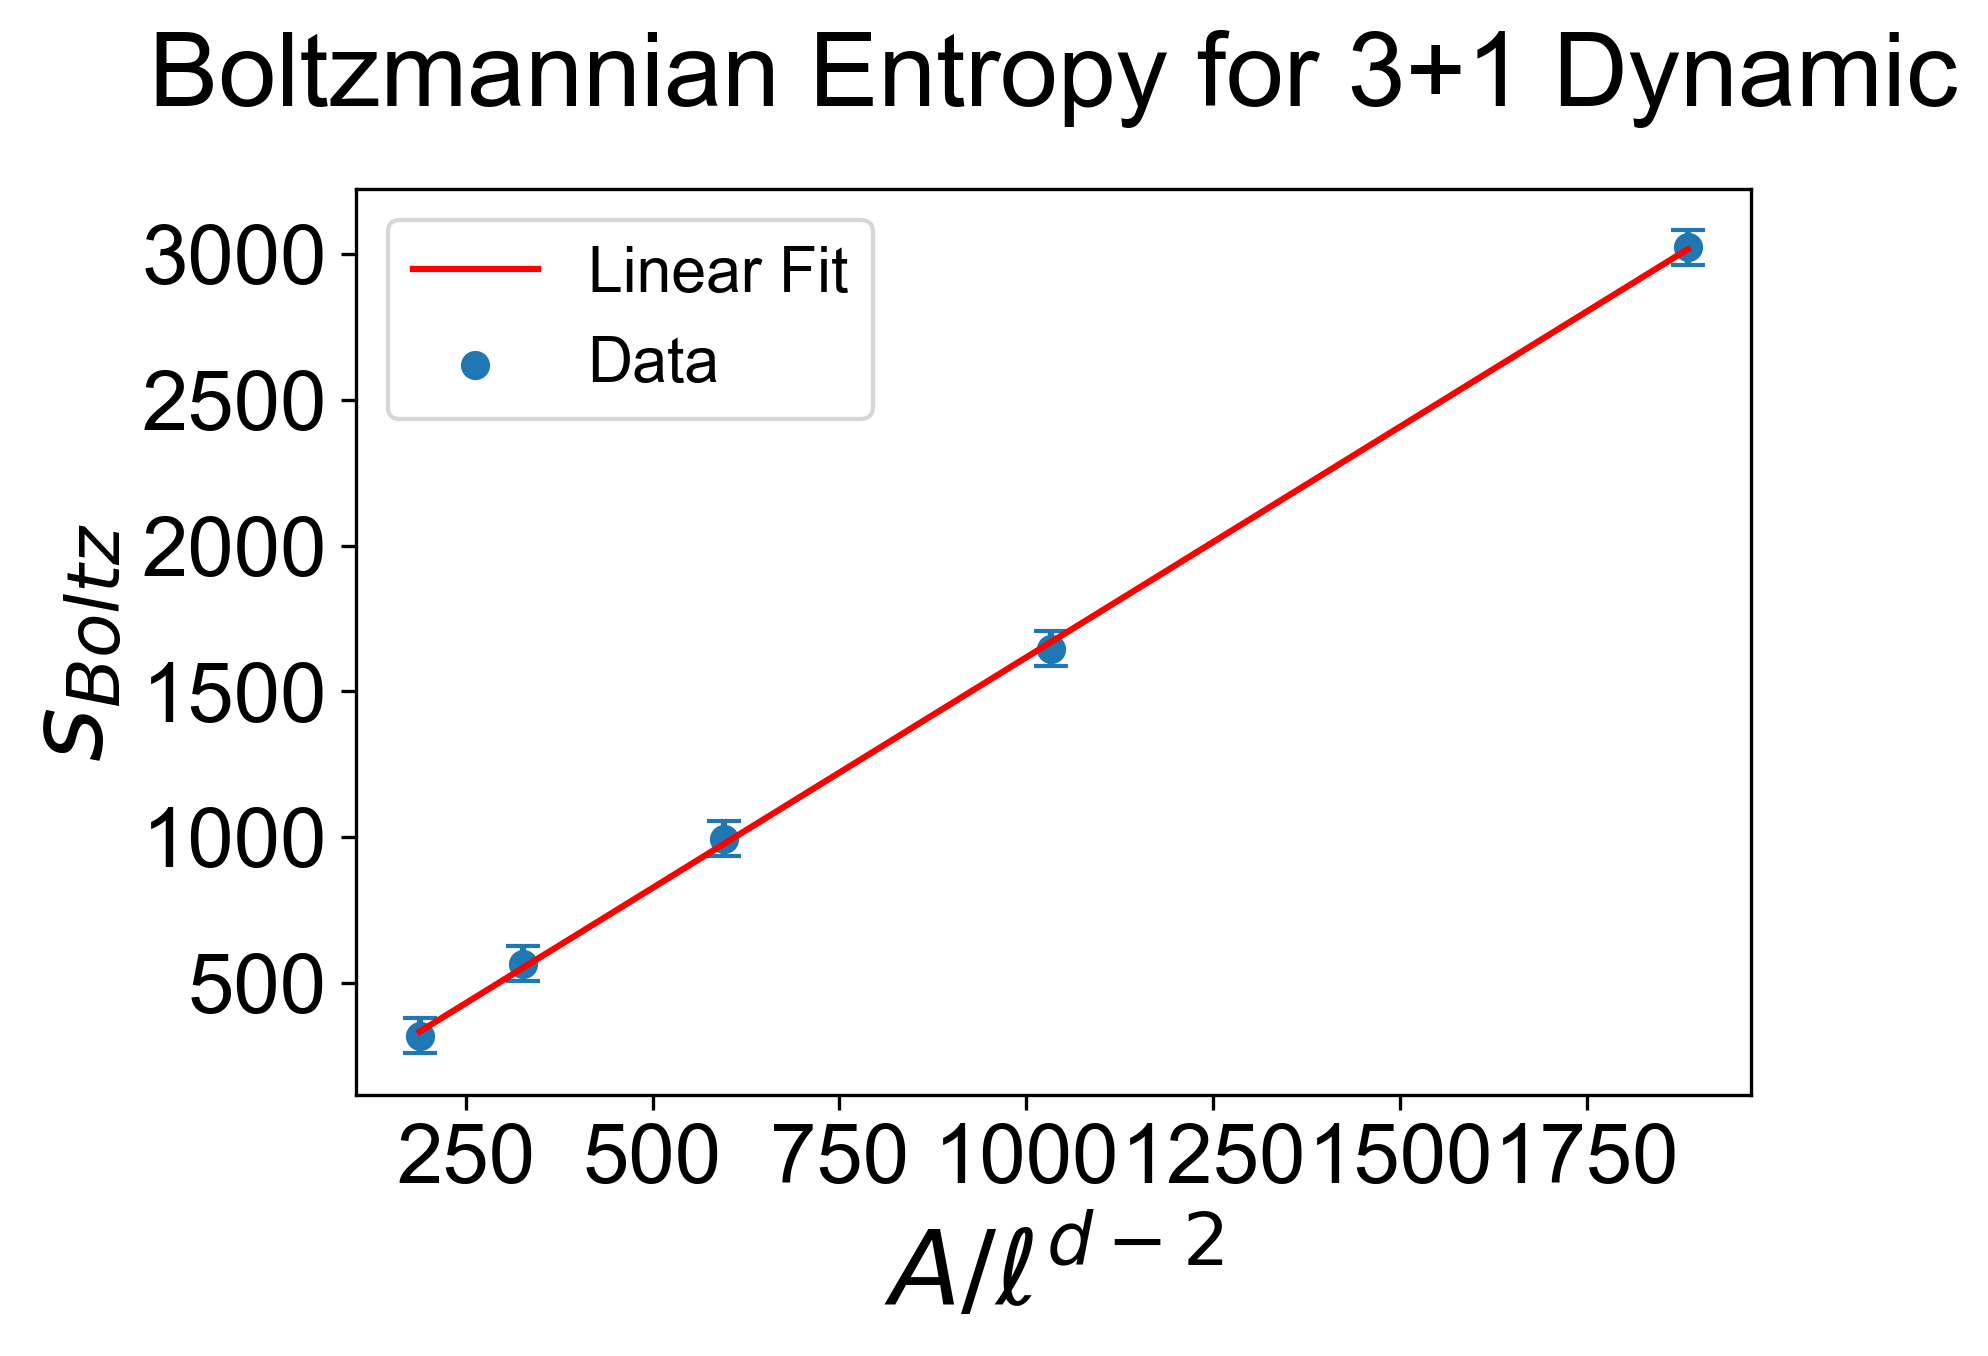 Boltzmannian Entropy for 3+1 Dynamic
Linear Fit
Data
3000
2500
2000
1500
1000
500
S_{Boltz}
250 500 750 1000 1250 1500 1750
A/ℓ^{d-2}